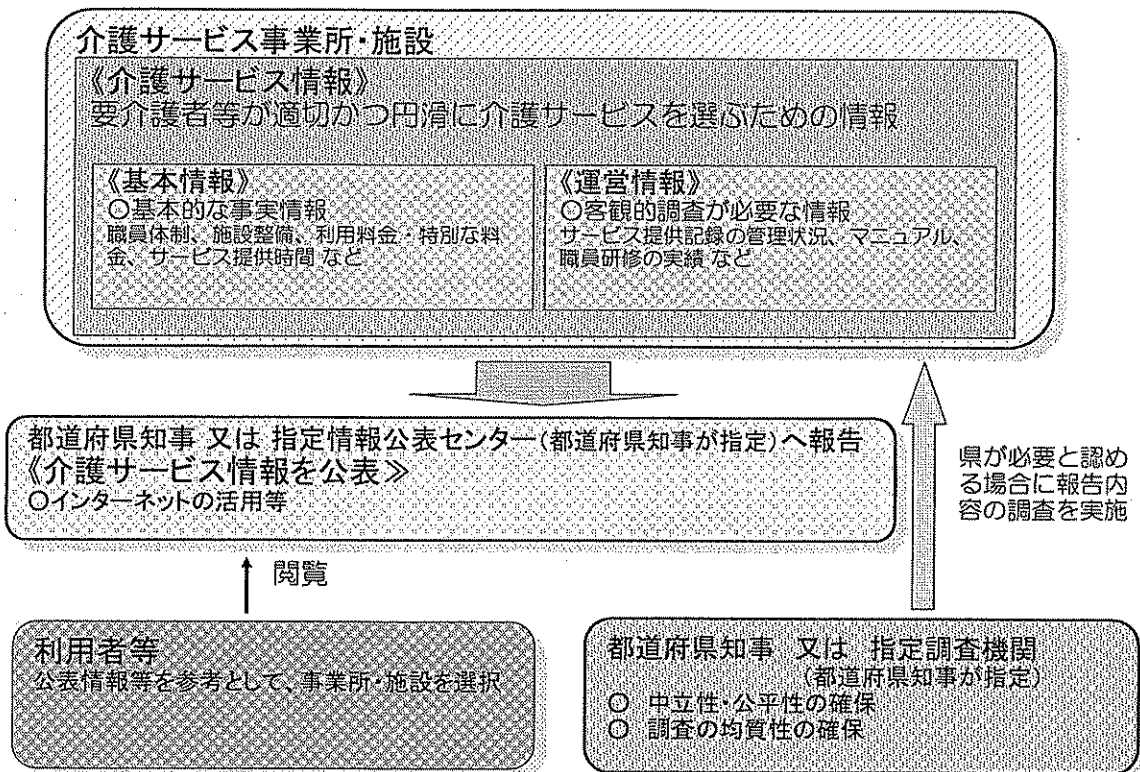 介護サービス事業所・施設
《介護サービス情報》
要介護者等が適切かつ円滑に介護サービスを選ぶための情報
《基本情報》
○基本的な事実情報
職員体制、施設整備、利用料金・特別な料
金、サービス提供時間 など
《運営情報》
○客観的調査が必要な情報
サービス提供記録の管理状況、マニュアル、
職員研修の実績 など
都道府県知事 又は 指定情報公表センター(都道府県知事が指定)へ報告
《介護サービス情報を公表≫
○インターネットの活用等
県が必要と認め
る場合に報告内
容の調査を実施
閲覧
利用者等
公表情報等を参考として、事業所・施設を選択
都道府県知事 又は 指定調査機関
(都道府県知事が指定)
○ 中立性・公平性の確保
○ 調査の均質性の確保